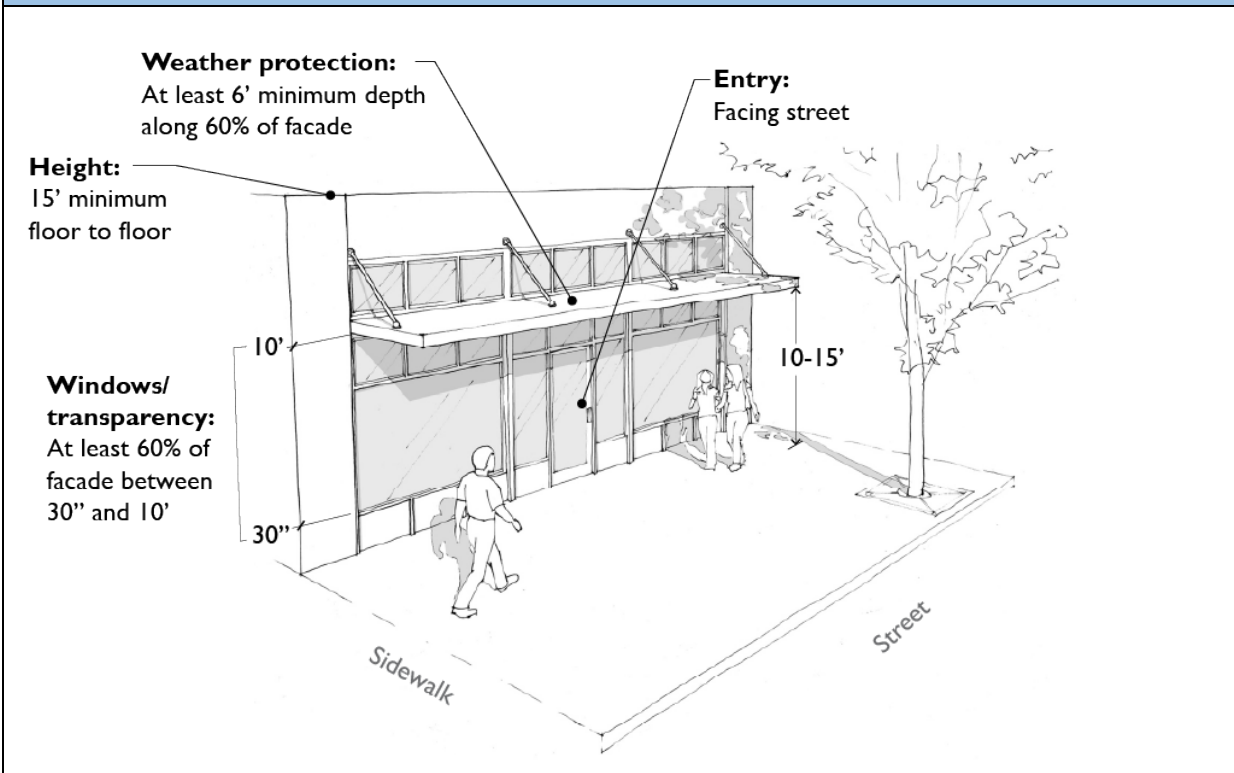 Weather protection:
At least 6’ minimum depth
along 60% of facade
Entry:
Facing street
Height:
15’ minimum
floor to floor
10’
10-15’
Windows/
transparency:
At least 60% of
facade between
30” and 10’
30”
Sidewalk
Street